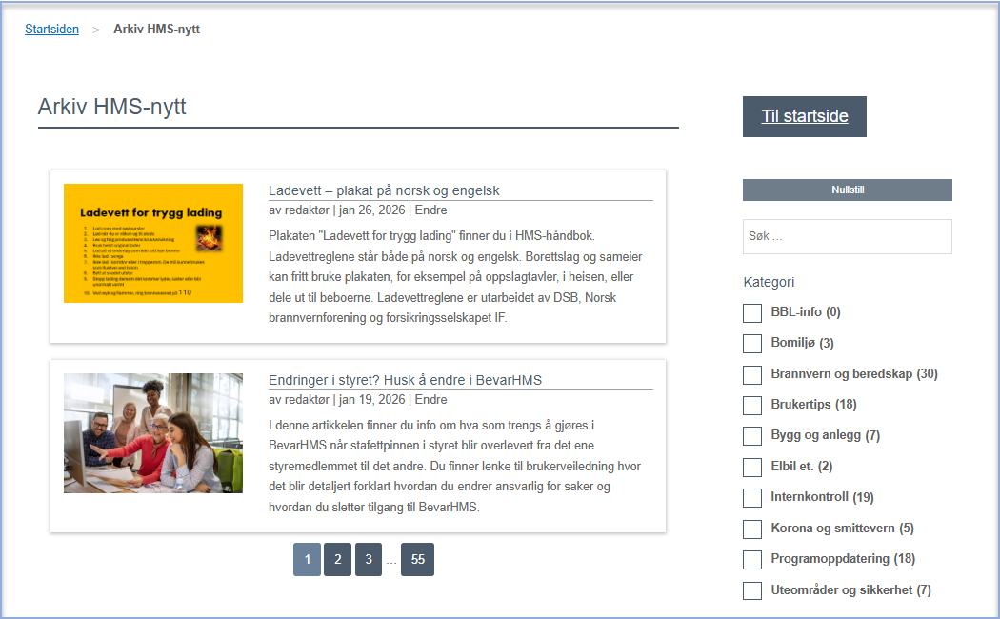 Startsiden > Arkiv HMS-nytt
Arkiv HMS-nytt
Ladevett for trygg lading
110
Ladevett – plakat på norsk og engelsk
av redaktør | jan 26, 2026 | Endre
Plakaten "Ladevett for trygg lading" finner du i HMS-håndbok.
Ladevettreglene står både på norsk og engelsk. Borettslag og sameier
kan fritt bruke plakaten, for eksempel på oppslagtavler, i heisen, eller
dele ut til beboerne. Ladevettreglene er utarbeidet av DSB, Norsk
brannvernforening og forsikringsselskapet IF.
Endringer i styret? Husk å endre i BevarHMS
av redaktør | jan 19, 2026 | Endre
I denne artikkelen finner du info om hva som trengs å gjøres i
BevarHMS når stafettpinnen i styret blir overlevert fra det ene
styremedlemmet til det andre. Du finner lenke til brukerveiledning hvor
det blir detaljert forklart hvordan du endrer ansvarlig for saker og
hvordan du sletter tilgang til BevarHMS.
1 2 3 ... 55
Til startside
Nullstill
Søk ...
Kategori
BBL-info (0)
Bomiljø (3)
Brannvern og beredskap (30)
Brukertips (18)
Bygg og anlegg (7)
Elbil et. (2)
Internkontroll (19)
Korona og smittevern (5)
Programoppdatering (18)
Uteområder og sikkerhet (7)